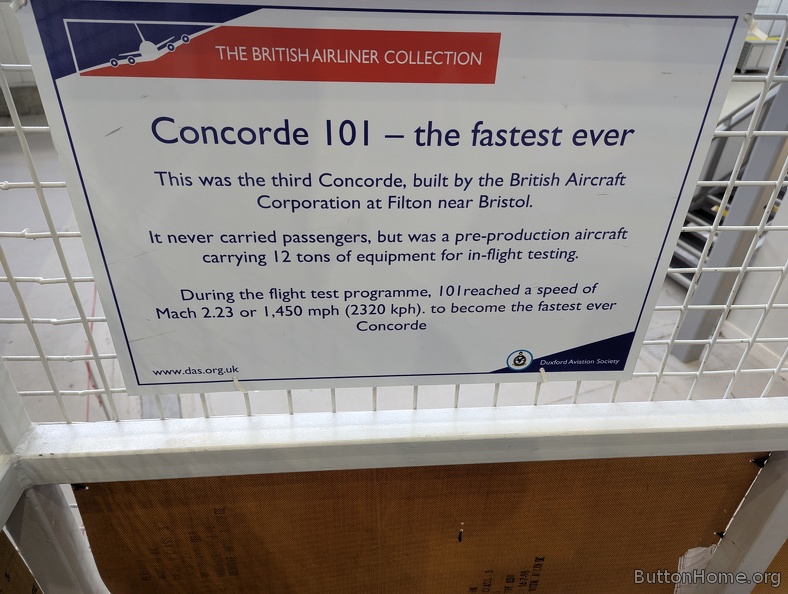 THE BRITISH AIRLINER COLLECTION
Concorde 101 – the fastest ever
This was the third Concorde, built by the British Aircraft
Corporation at Filton near Bristol.
It never carried passengers, but was a pre-production aircraft
carrying 12 tons of equipment for in-flight testing.
During the flight test programme, 101reached a speed of
Mach 2.23 or 1,450 mph (2320 kph). to become the fastest ever
Concorde
www.das.org.uk
Duxford Aviation Society
CLASS. 5
ButtonHome.org